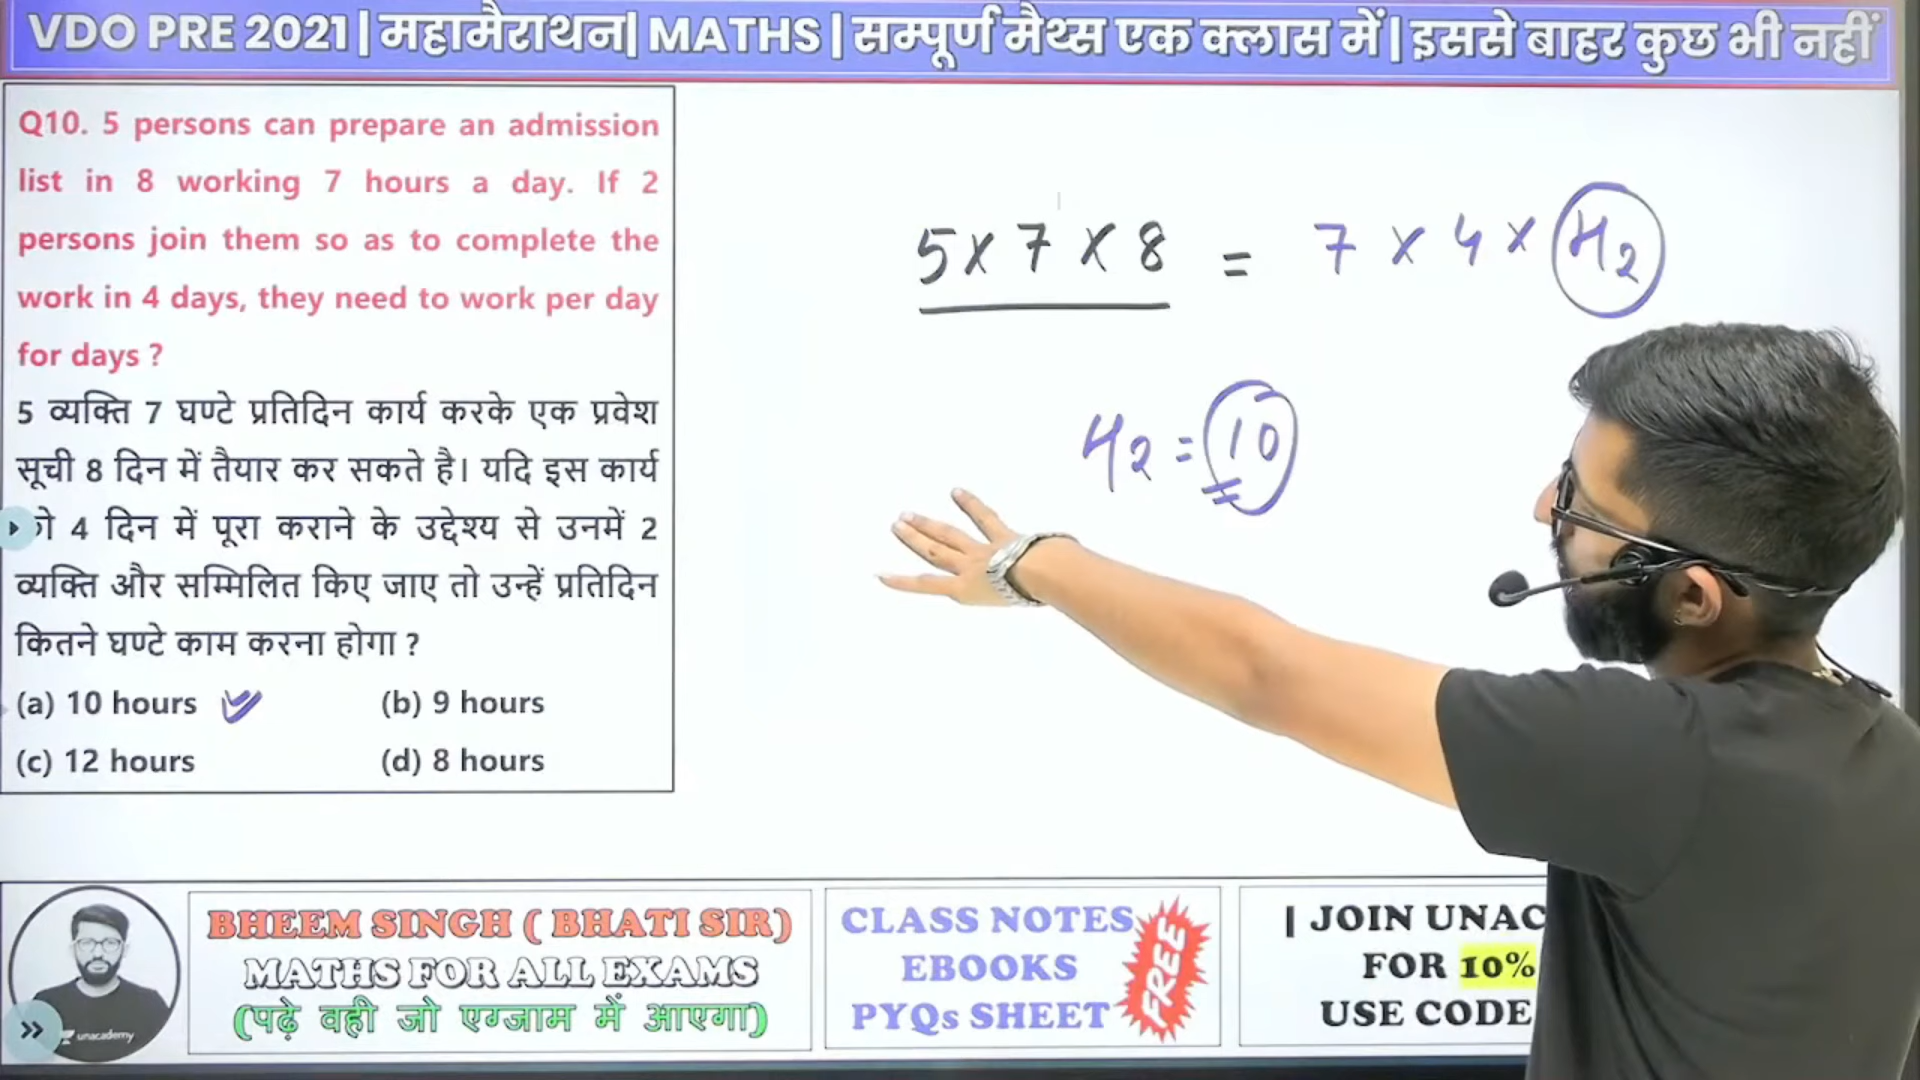 VDO PRE 2021 | महामैराथन| MATHS | सम्पूर्ण मैथ्स एक क्लास में| इससे बाहर कुछ भी नहीं
Q10. 5 persons can prepare an admission
list in 8 working 7 hours a day. If 2
persons join them so as to complete the
work in 4 days, they need to work per day
for days ?
5 व्यक्ति 7 घण्टे प्रतिदिन कार्य करके एक प्रवेश
सूची 8 दिन में तैयार कर सकते है। यदि इस कार्य
4 दिन में पूरा कराने के उद्देश्य से उनमें 2
व्यक्ति और सम्मिलित किए जाए तो उन्हें प्रतिदिन
कितने घण्टे काम करना होगा ?
(a) 10 hours (b) 9 hours
(c) 12 hours (d) 8 hours
5 x 7 x 8 = 7 x 4 x H2
H2 = 10
BHEEM SINGH ( BHATI SIR)
MATHS FOR ALL EXAMS
(पढ़े वही जो एग्जाम में आएगा)
unacademy
CLASS NOTES
EBOOKS
PYQs SHEET
FREE
| JOIN UNAC
FOR 10%
USE CODE